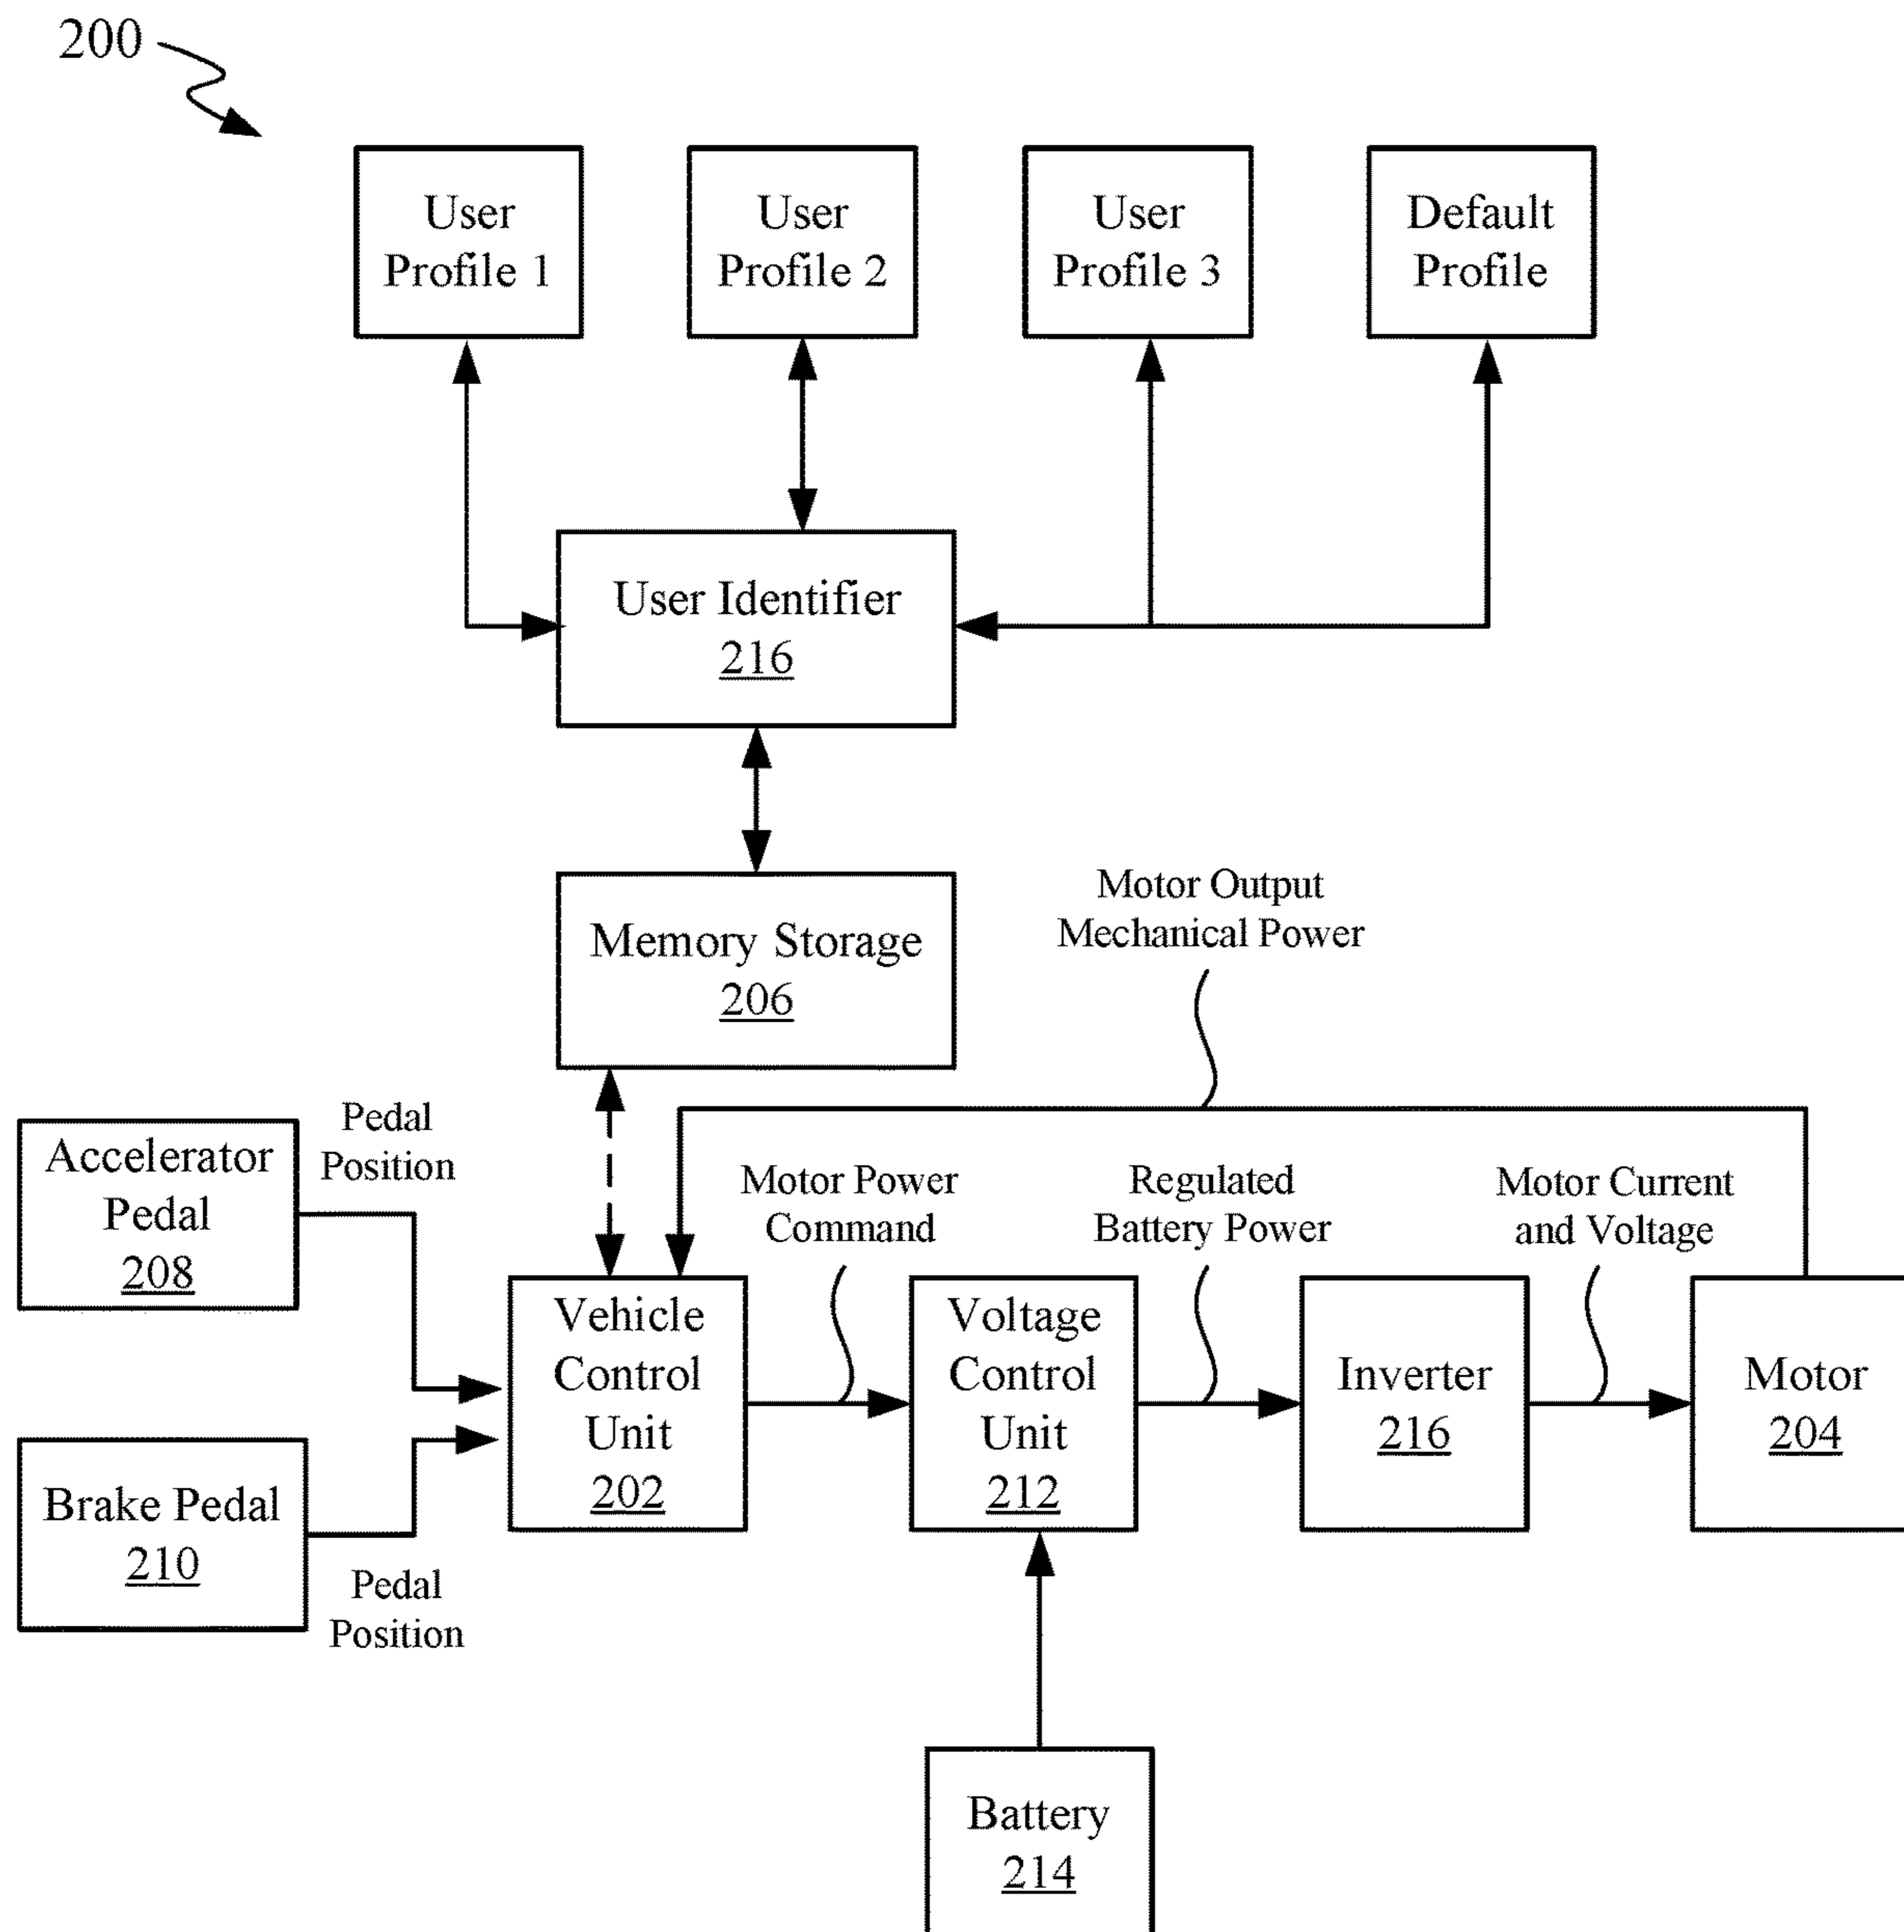 200
User
Profile 1
User
Profile 2
User
Profile 3
Default
Profile
User Identifier
216
Memory Storage
206
Motor Output
Mechanical Power
Accelerator
Pedal
208
Pedal
Position
Brake Pedal
210
Pedal
Position
Vehicle
Control
Unit
202
Motor Power
Command
Voltage
Control
Unit
212
Regulated
Battery Power
Inverter
216
Motor Current
and Voltage
Motor
204
Battery
214